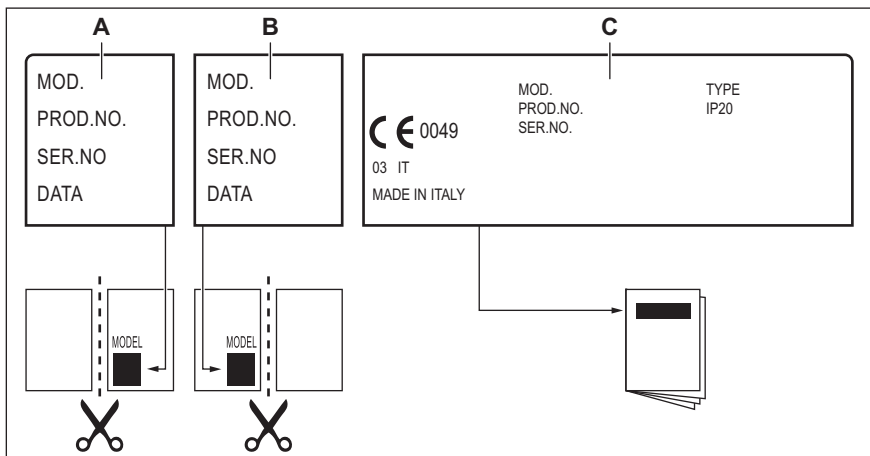 A
B
C
MOD.
PROD.NO.
SER.NO
DATA
MOD.
PROD.NO.
SER.NO
DATA
MOD.
PROD.NO.
SER.NO.
TYPE
IP20
CE 0049
03 IT
MADE IN ITALY
MODEL
MODEL